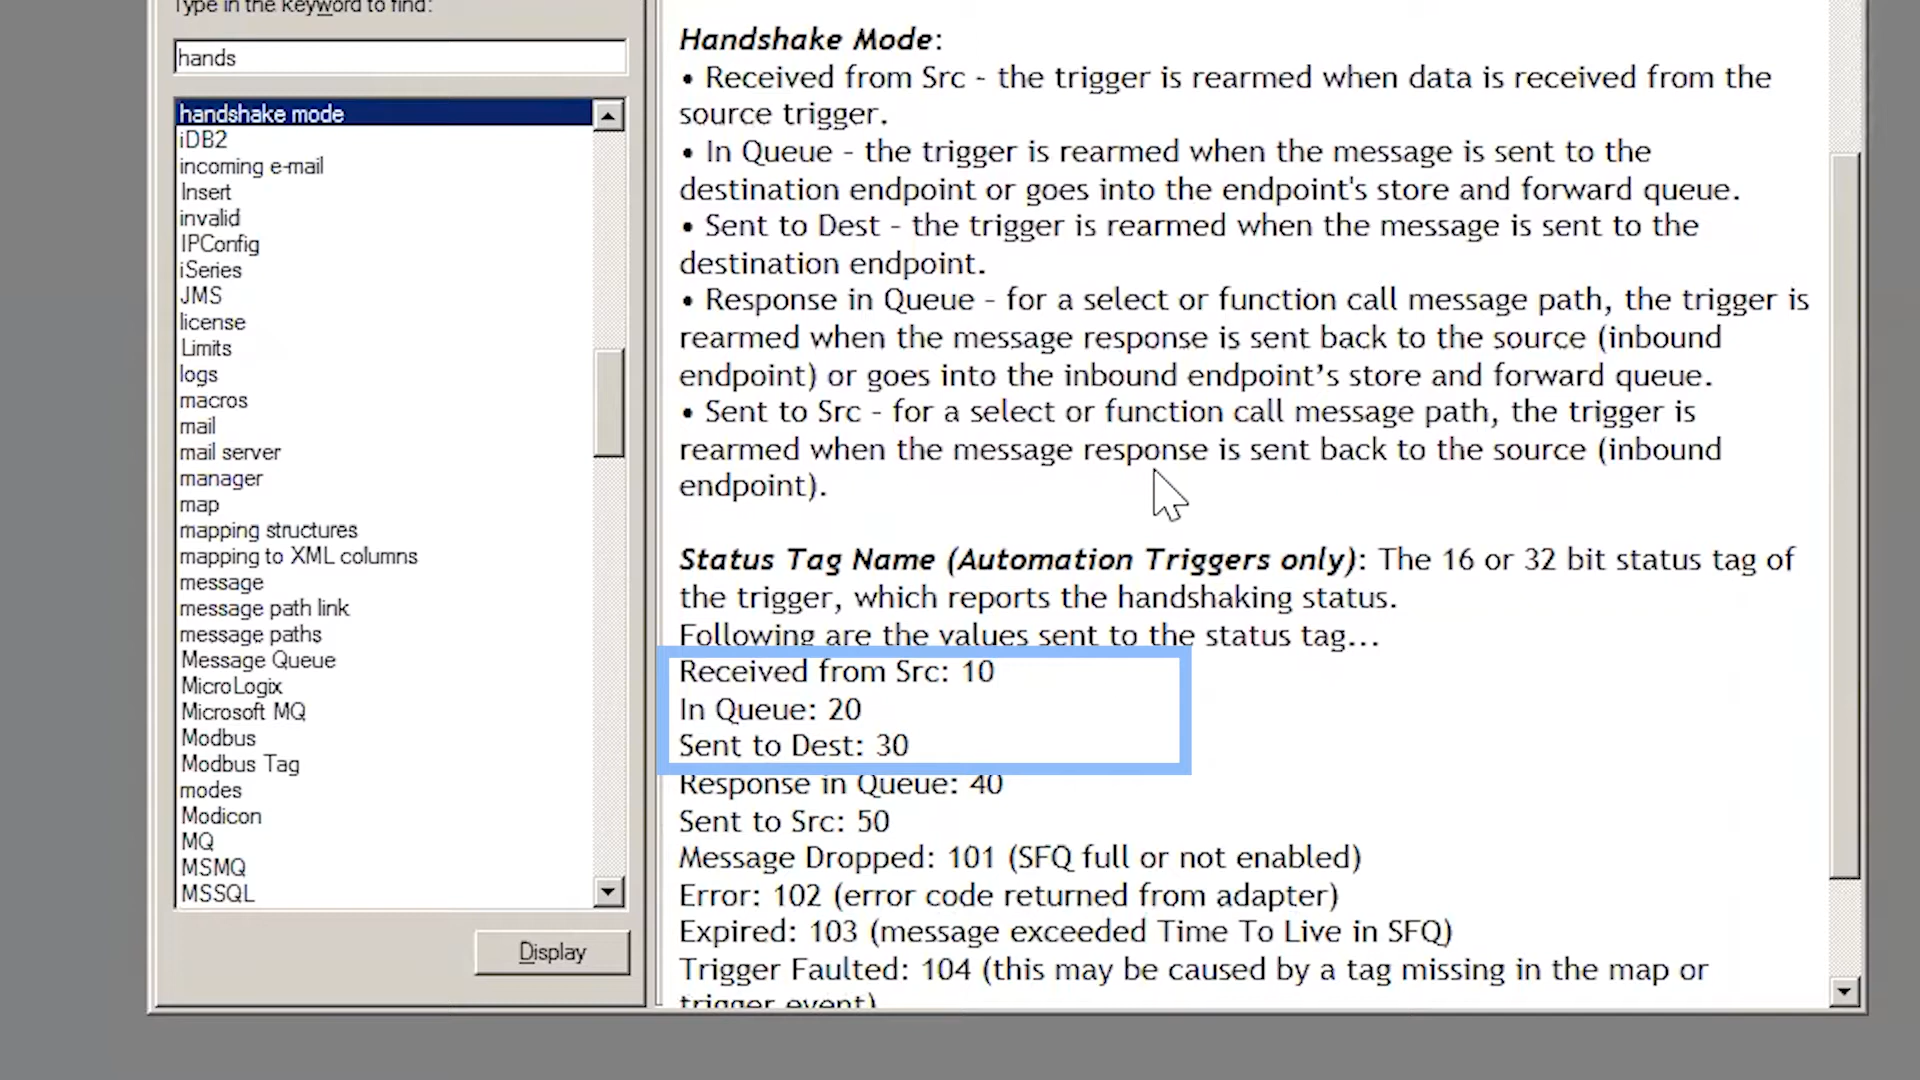 Type in the keyword to find:
hands
handshake mode
iDB2
incoming e-mail
Insert
invalid
IPConfig
iSeries
JMS
license
Limits
logs
macros
mail
mail server
manager
map
mapping structures
mapping to XML columns
message
message path link
message paths
Message Queue
MicroLogix
Microsoft MQ
Modbus
Modbus Tag
modes
Modicon
MQ
MSMQ
MSSQL
Display
Handshake Mode:
• Received from Src - the trigger is rearmed when data is received from the
source trigger.
• In Queue - the trigger is rearmed when the message is sent to the
destination endpoint or goes into the endpoint's store and forward queue.
• Sent to Dest - the trigger is rearmed when the message is sent to the
destination endpoint.
• Response in Queue - for a select or function call message path, the trigger is
rearmed when the message response is sent back to the source (inbound
endpoint) or goes into the inbound endpoint’s store and forward queue.
• Sent to Src - for a select or function call message path, the trigger is
rearmed when the message response is sent back to the source (inbound
endpoint).
Status Tag Name (Automation Triggers only): The 16 or 32 bit status tag of
the trigger, which reports the handshaking status.
Following are the values sent to the status tag...
Received from Src: 10
In Queue: 20
Sent to Dest: 30
Response in Queue: 40
Sent to Src: 50
Message Dropped: 101 (SFQ full or not enabled)
Error: 102 (error code returned from adapter)
Expired: 103 (message exceeded Time To Live in SFQ)
Trigger Faulted: 104 (this may be caused by a tag missing in the map or
trigger event)